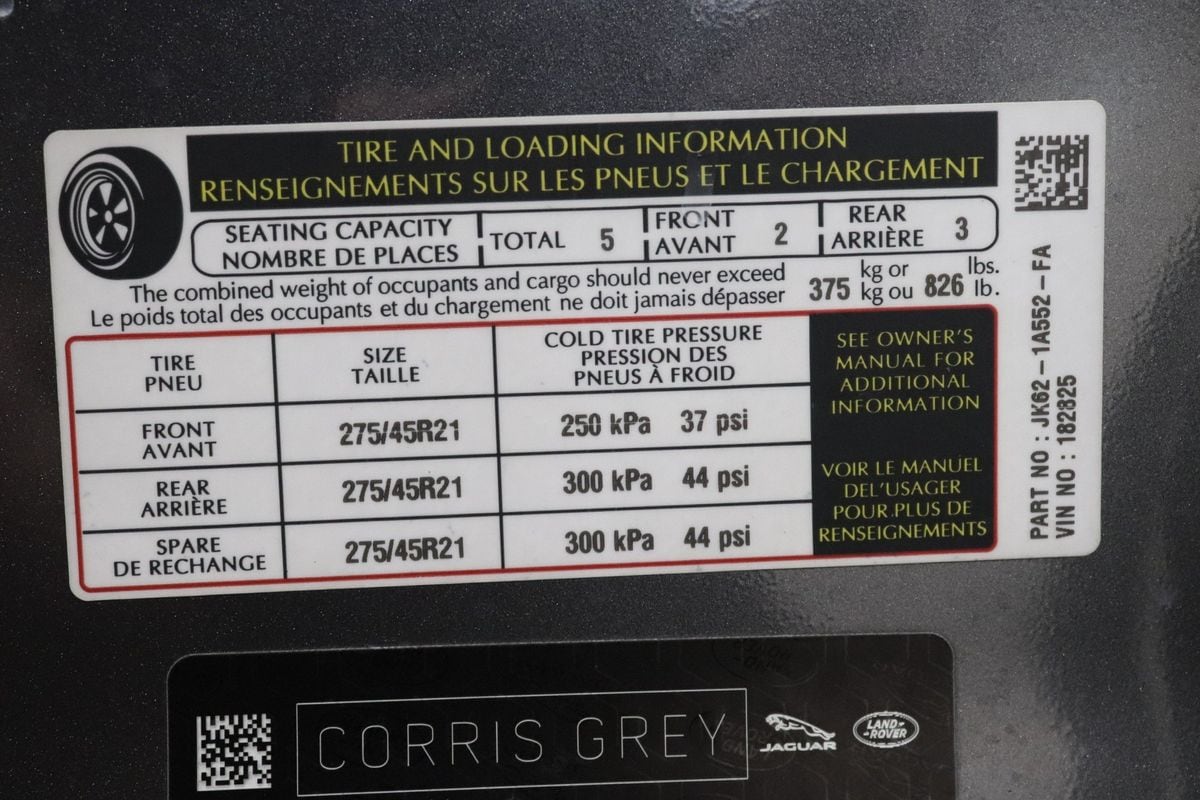 TIRE AND LOADING INFORMATION
RENSEIGNEMENTS SUR LES PNEUS ET LE CHARGEMENT
SEATING CAPACITY
NOMBRE DE PLACES
TOTAL 5
FRONT
AVANT 2
REAR
ARRIÈRE 3
The combined weight of occupants and cargo should never exceed 375 kg or 826 lbs.
Le poids total des occupants et du chargement ne doit jamais dépasser kg ou lb.
TIRE
PNEU
SIZE
TAILLE
COLD TIRE PRESSURE
PRESSION DES
PNEUS À FROID
FRONT
AVANT
275/45R21
250 kPa 37 psi
REAR
ARRIÈRE
275/45R21
300 kPa 44 psi
SPARE
DE RECHANGE
275/45R21
300 kPa 44 psi
SEE OWNER'S
MANUAL FOR
ADDITIONAL
INFORMATION
VOIR LE MANUEL
DEL'USAGER
POUR.PLUS DE
RENSEIGNEMENTS
PART NO : JK62-1A552-FA
VIN NO : 182825
CORRIS GREY
JAGUAR
LAND-
-ROVER